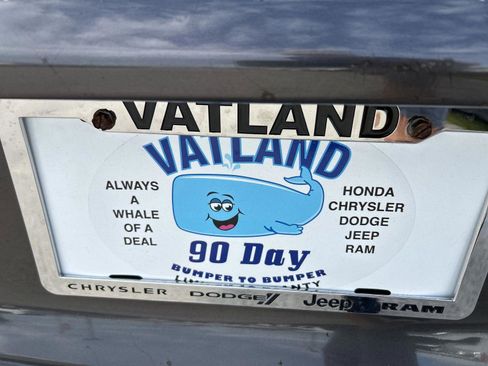 VATLAND
VATLAND
ALWAYS
A
WHALE
OF A
DEAL
HONDA
CHRYSLER
DODGE
JEEP
RAM
90 Day
BUMPER TO BUMPER
CHRYSLER DODGE Jeep RAM